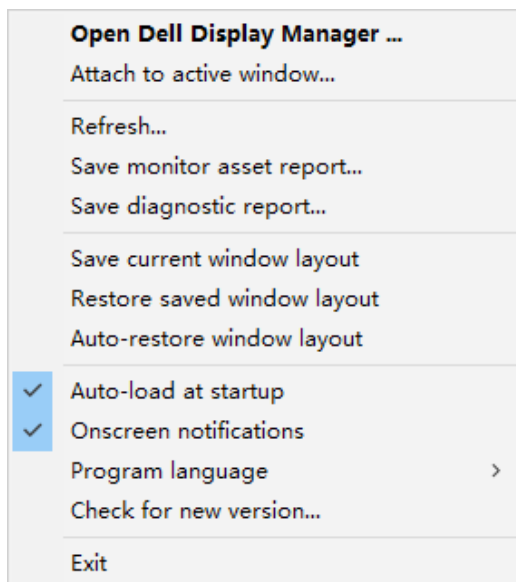 Open Dell Display Manager ...
Attach to active window...
Refresh...
Save monitor asset report...
Save diagnostic report...
Save current window layout
Restore saved window layout
Auto-restore window layout
Auto-load at startup
Onscreen notifications
Program language
Check for new version...
Exit